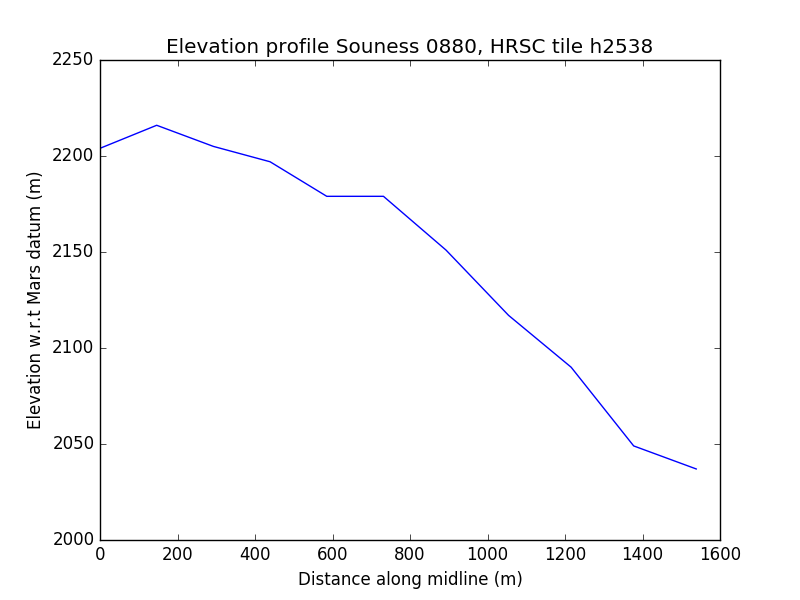 Elevation profile Souness 0880, HRSC tile h2538
Elevation w.r.t Mars datum (m)
2250
2200
2150
2100
2050
2000
0 200 400 600 800 1000 1200 1400 1600
Distance along midline (m)